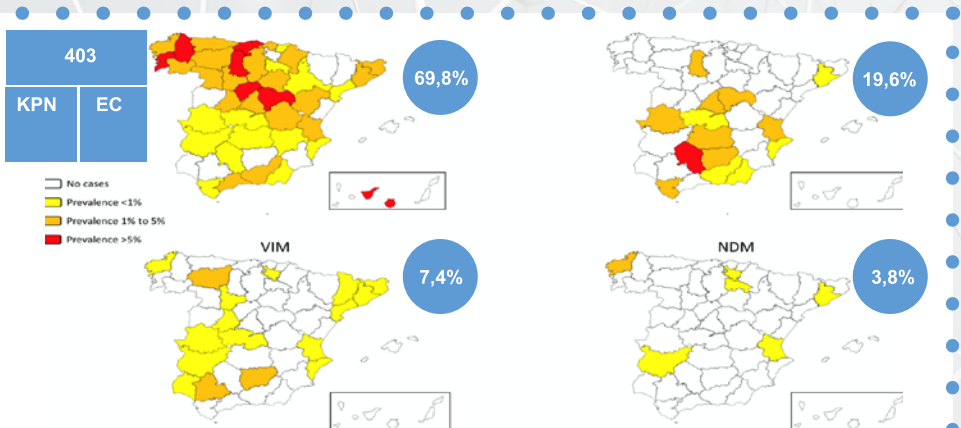 403
KPN
EC
69,8%
19,6%
No cases
Prevalence <1%
Prevalence 1% to 5%
Prevalence >5%
VIM
7,4%
NDM
3,8%